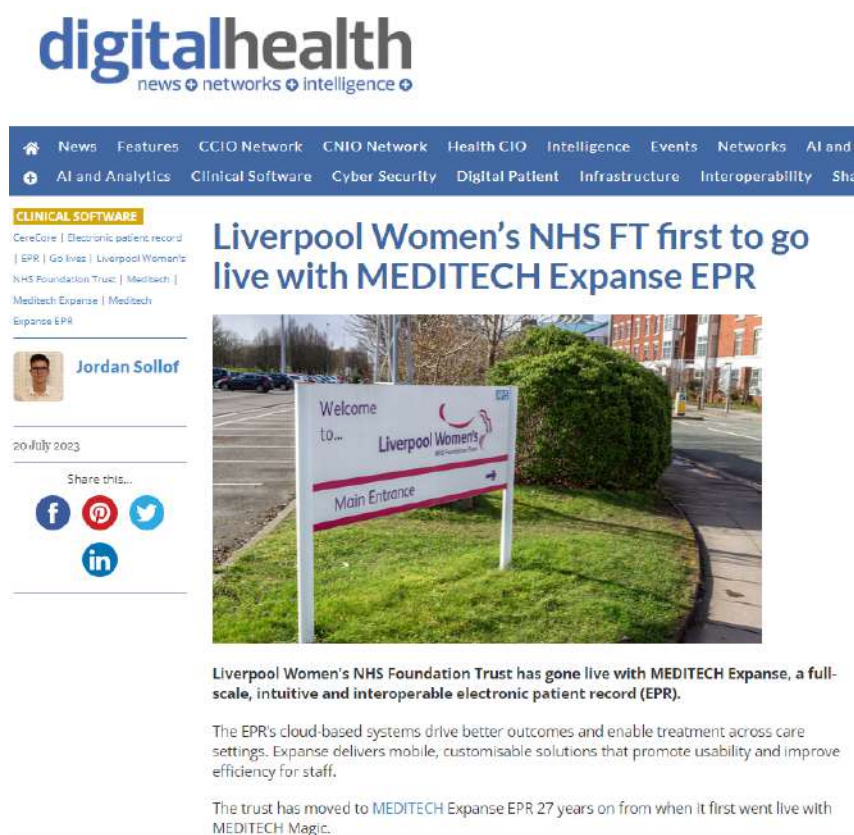 digitalhealth
news networks intelligence
News Features CCIO Network CNIO Network Health CIO Intelligence Events Networks AI and
AI and Analytics Clinical Software Cyber Security Digital Patient Infrastructure Interoperability Sha
CLINICAL SOFTWARE
CereCore | Electronic patient record
| EPR | Go lives | Liverpool Women's
NHS Foundation Trust | Meditech |
Meditech Expanse | Meditech
Expanse EPR
Jordan Sollof
20 July 2023
Share this...
f
in
Liverpool Women's NHS FT first to go
live with MEDITECH Expanse EPR
NHS
Welcome
to...
Liverpool Women's
NHS Foundation Trust
Main Entrance
Liverpool Women's NHS Foundation Trust has gone live with MEDITECH Expanse, a full-
scale, intuitive and interoperable electronic patient record (EPR).
The EPR's cloud-based systems drive better outcomes and enable treatment across care
settings. Expanse delivers mobile, customisable solutions that promote usability and improve
efficiency for staff.
The trust has moved to MEDITECH Expanse EPR 27 years on from when it first went live with
MEDITECH Magic.